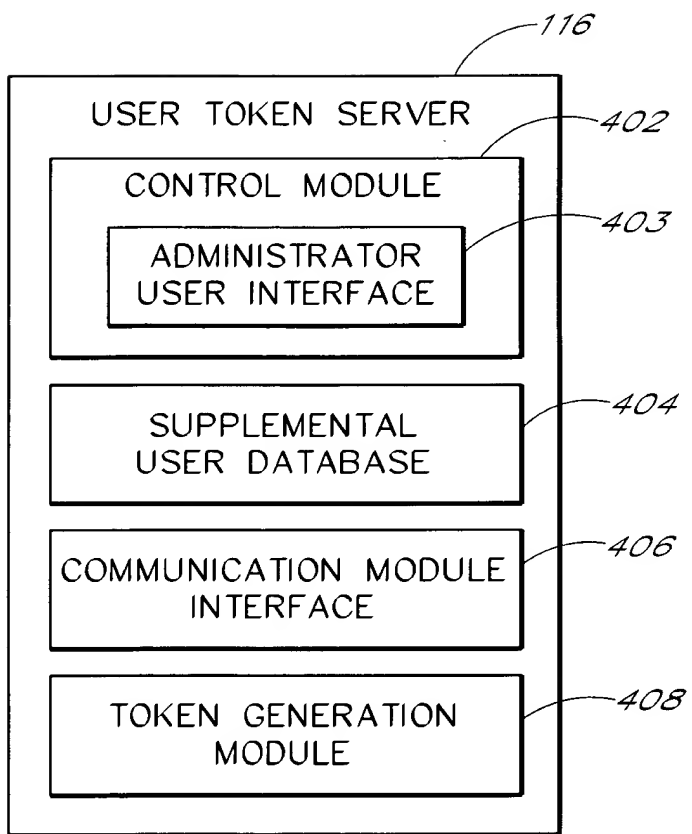 116
USER TOKEN SERVER
402
CONTROL MODULE
403
ADMINISTRATOR
USER INTERFACE
404
SUPPLEMENTAL
USER DATABASE
406
COMMUNICATION MODULE
INTERFACE
408
TOKEN GENERATION
MODULE